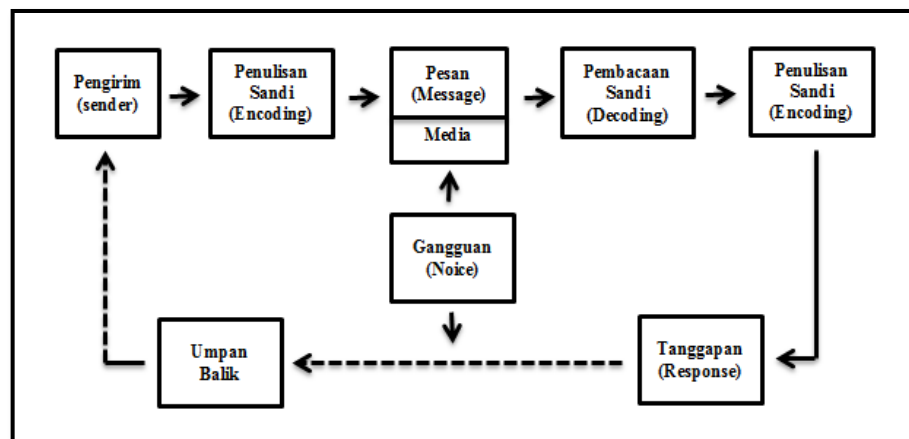 Pengirim
(sender)
Penulisan
Sandi
(Encoding)
Pesan
(Message)
Media
Pembacaan
Sandi
(Decoding)
Penulisan
Sandi
(Encoding)
Gangguan
(Noice)
Umpan
Balik
Tanggapan
(Response)